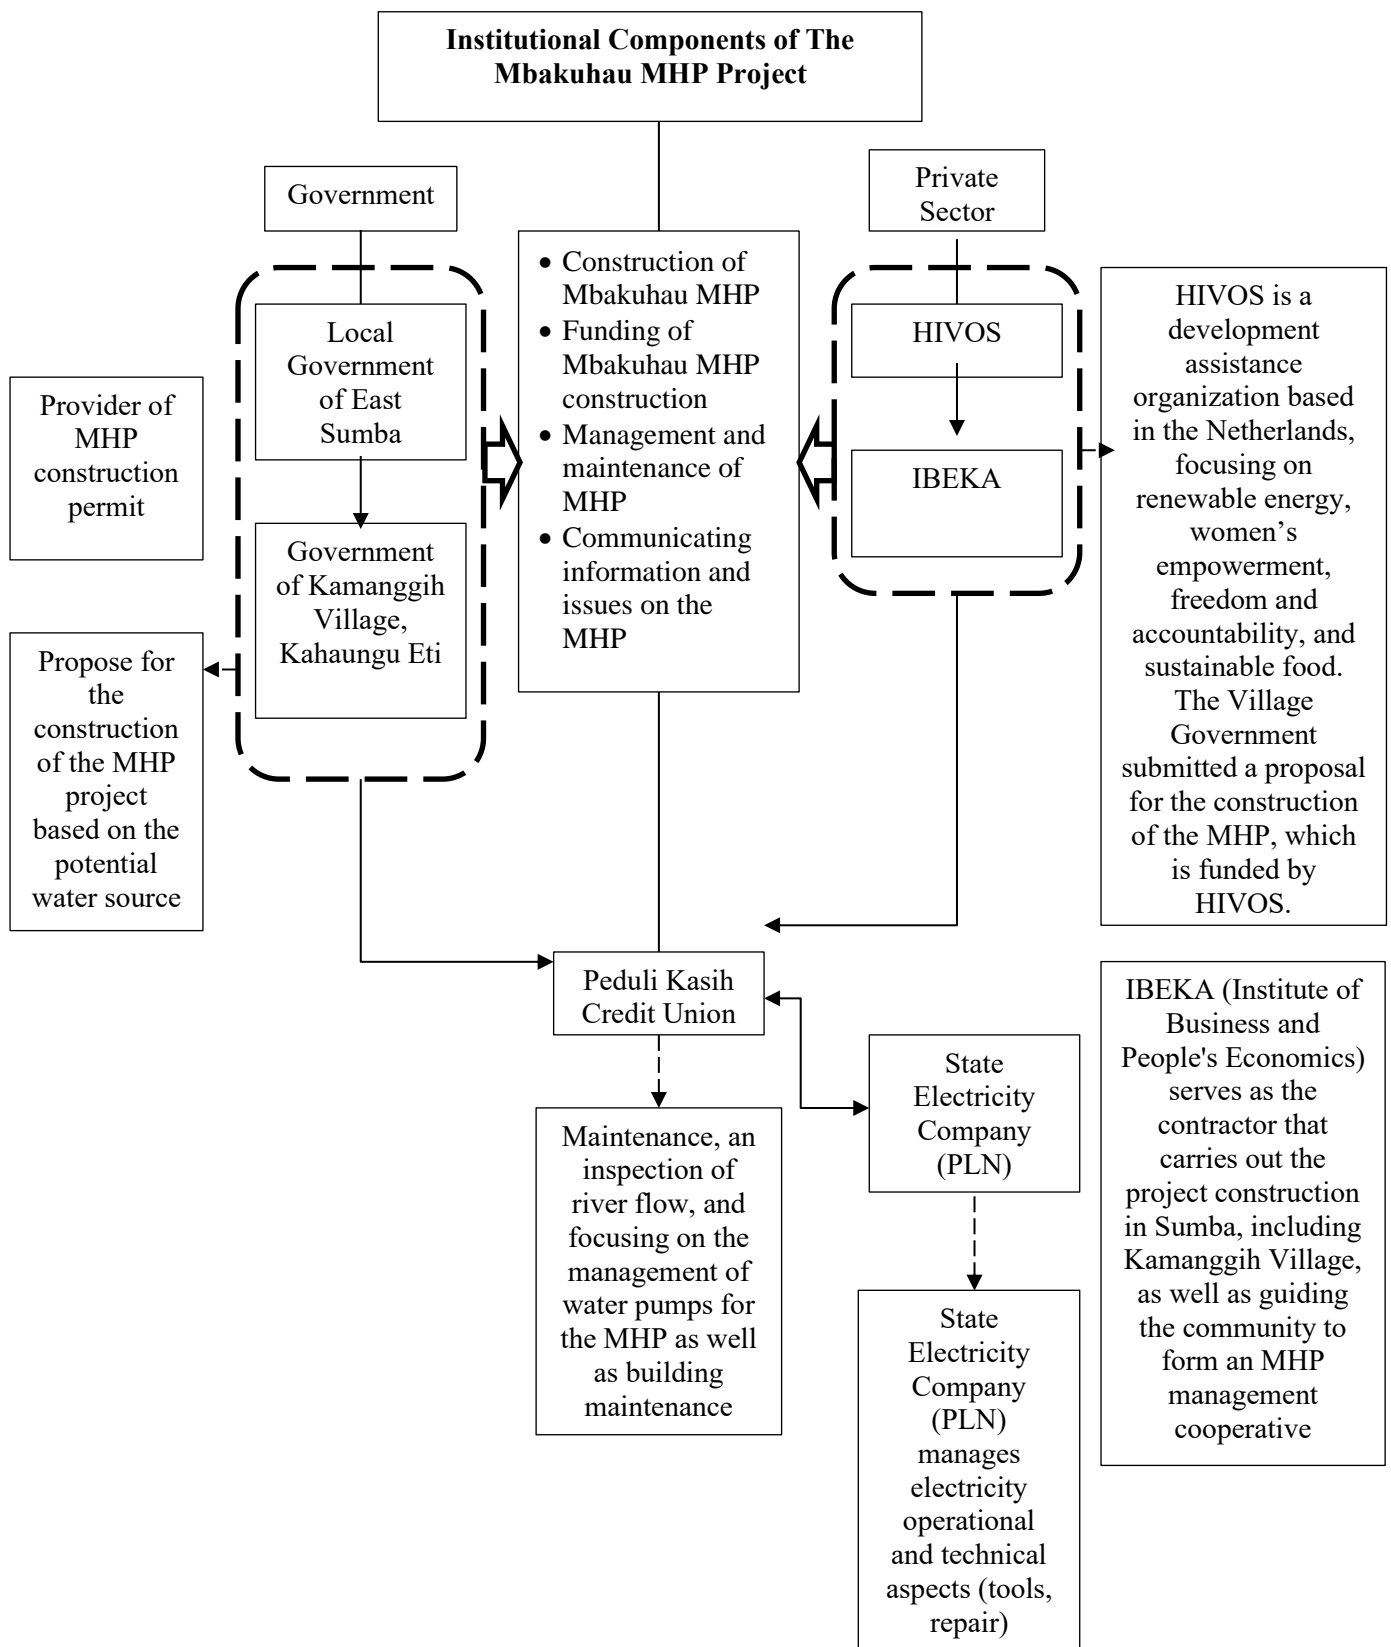 Institutional Components of The
Mbakuhau MHP Project
Government
Private
Sector
Provider of
MHP
construction
permit
Propose for
the
construction
of the MHP
project
based on the
potential
water source
Local
Government
of East
Sumba
Government
of Kamanggih
Village,
Kahaungu Eti
• Construction of
Mbakuhau MHP
• Funding of
Mbakuhau MHP
construction
• Management and
maintenance of
MHP
• Communicating
information and
issues on the
MHP
HIVOS
IBEKA
HIVOS is a
development
assistance
organization based
in the Netherlands,
focusing on
renewable energy,
women’s
empowerment,
freedom and
accountability, and
sustainable food.
The Village
Government
submitted a proposal
for the construction
of the MHP, which
is funded by
HIVOS.
Peduli Kasih
Credit Union
Maintenance, an
inspection of
river flow, and
focusing on the
management of
water pumps for
the MHP as well
as building
maintenance
State
Electricity
Company
(PLN)
State
Electricity
Company
(PLN)
manages
electricity
operational
and technical
aspects (tools,
repair)
IBEKA (Institute of
Business and
People's Economics)
serves as the
contractor that
carries out the
project construction
in Sumba, including
Kamanggih Village,
as well as guiding
the community to
form an MHP
management
cooperative